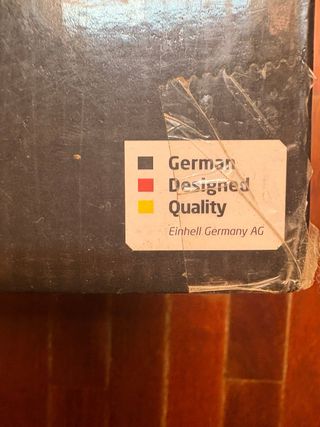 German
Designed
Quality
Einhell Germany AG